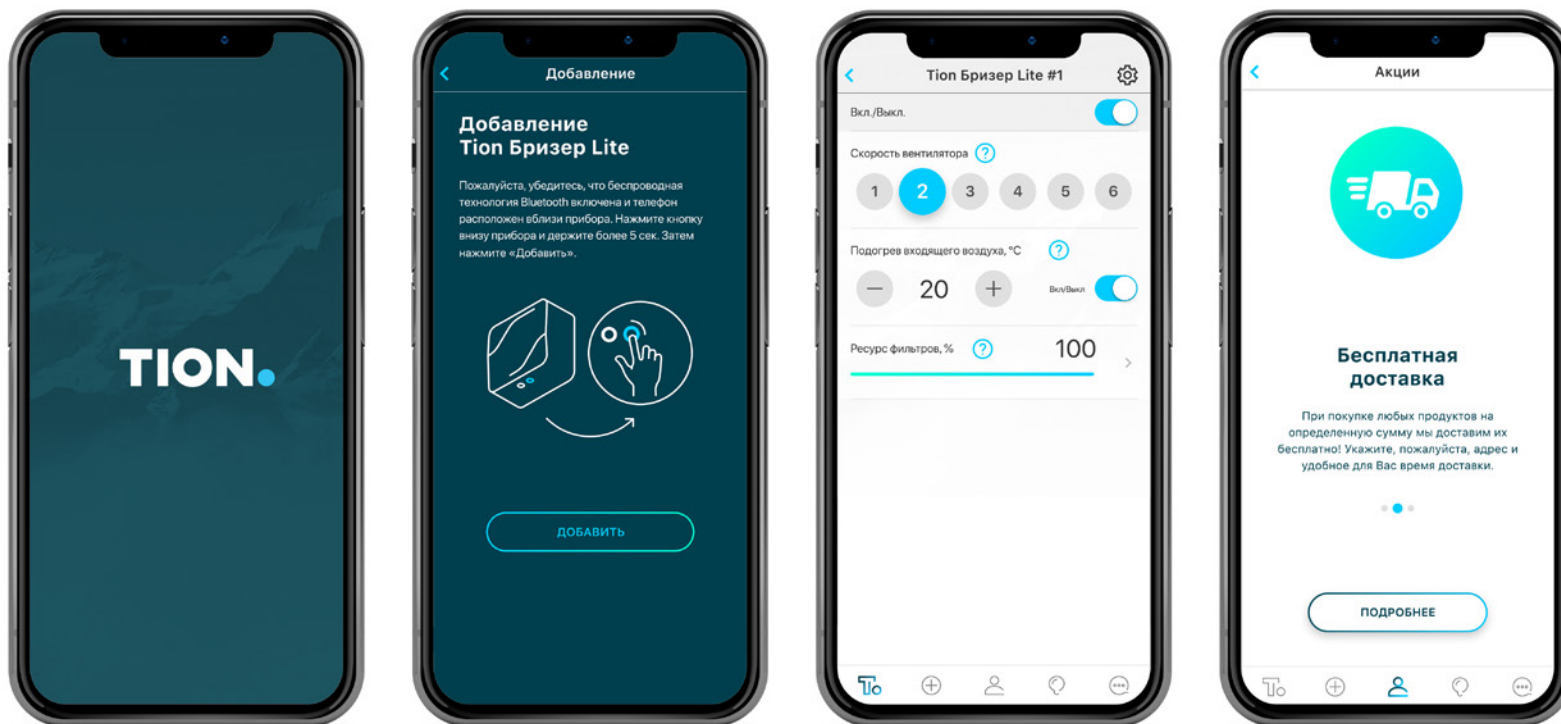 TION.
Добавление
Добавление
Tion Бризер Lite
Пожалуйста, убедитесь, что беспроводная
технология Bluetooth включена и телефон
расположен вблизи прибора. Нажмите кнопку
внизу прибора и держите более 5 сек. Затем
нажмите «Добавить».
ДОБАВИТЬ
Tion Бризер Lite #1
Вкл./Выкл.
Скорость вентилятора ?
1 2 3 4 5 6
Подогрев входящего воздуха, °C ?
— 20 + Вкл/Выкл
Ресурс фильтров, % ? 100
Акции
Бесплатная
доставка
При покупке любых продуктов на
определенную сумму мы доставим их
бесплатно! Укажите, пожалуйста, адрес и
удобное для Вас время доставки.
ПОДРОБНЕЕ